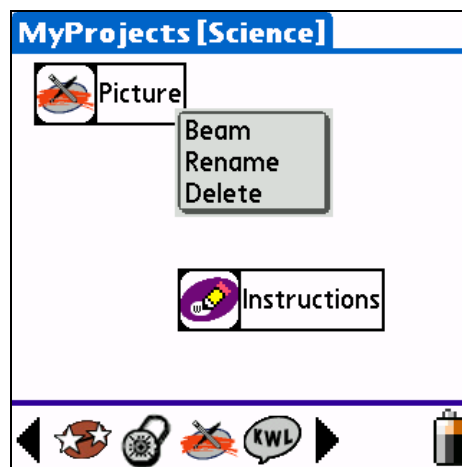 MyProjects [Science]
Picture
Beam
Rename
Delete
Instructions
KWL